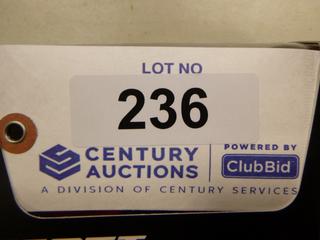 LOT NO
236
CENTURY
AUCTIONS
POWERED BY
ClubBid
A DIVISION OF CENTURY SERVICES